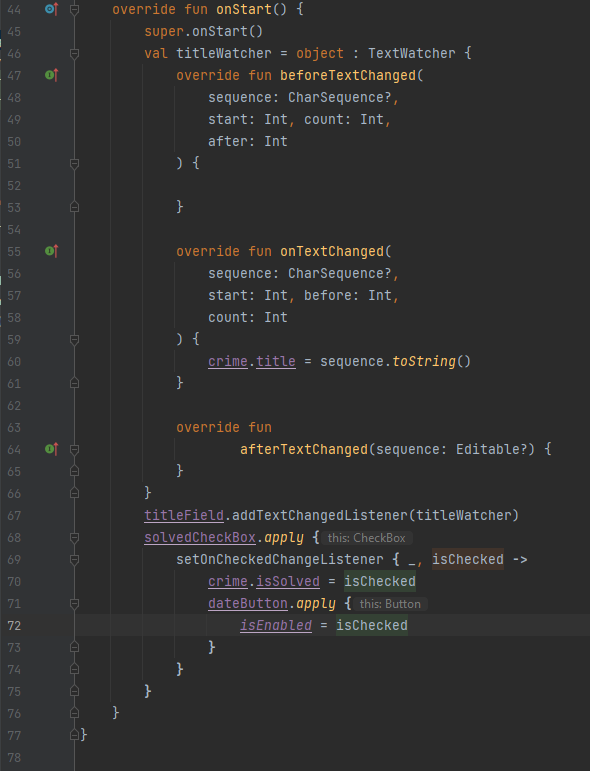 44 override fun onStart() {
45 super.onStart()
46 val titleWatcher = object : TextWatcher {
47 override fun beforeTextChanged(
48 sequence: CharSequence?,
49 start: Int, count: Int,
50 after: Int
51 ) {
52
53 }
54
55 override fun onTextChanged(
56 sequence: CharSequence?,
57 start: Int, before: Int,
58 count: Int
59 ) {
60 crime.title = sequence.toString()
61 }
62
63 override fun
64 afterTextChanged(sequence: Editable?) {
65 }
66 }
67 titleField.addTextChangedListener(titleWatcher)
68 solvedCheckBox.apply { this: CheckBox
69 setOnCheckedChangeListener { _, isChecked ->
70 crime.isSolved = isChecked
71 dateButton.apply { this: Button
72 isEnabled = isChecked
73 }
74 }
75 }
76 }
77 }
78